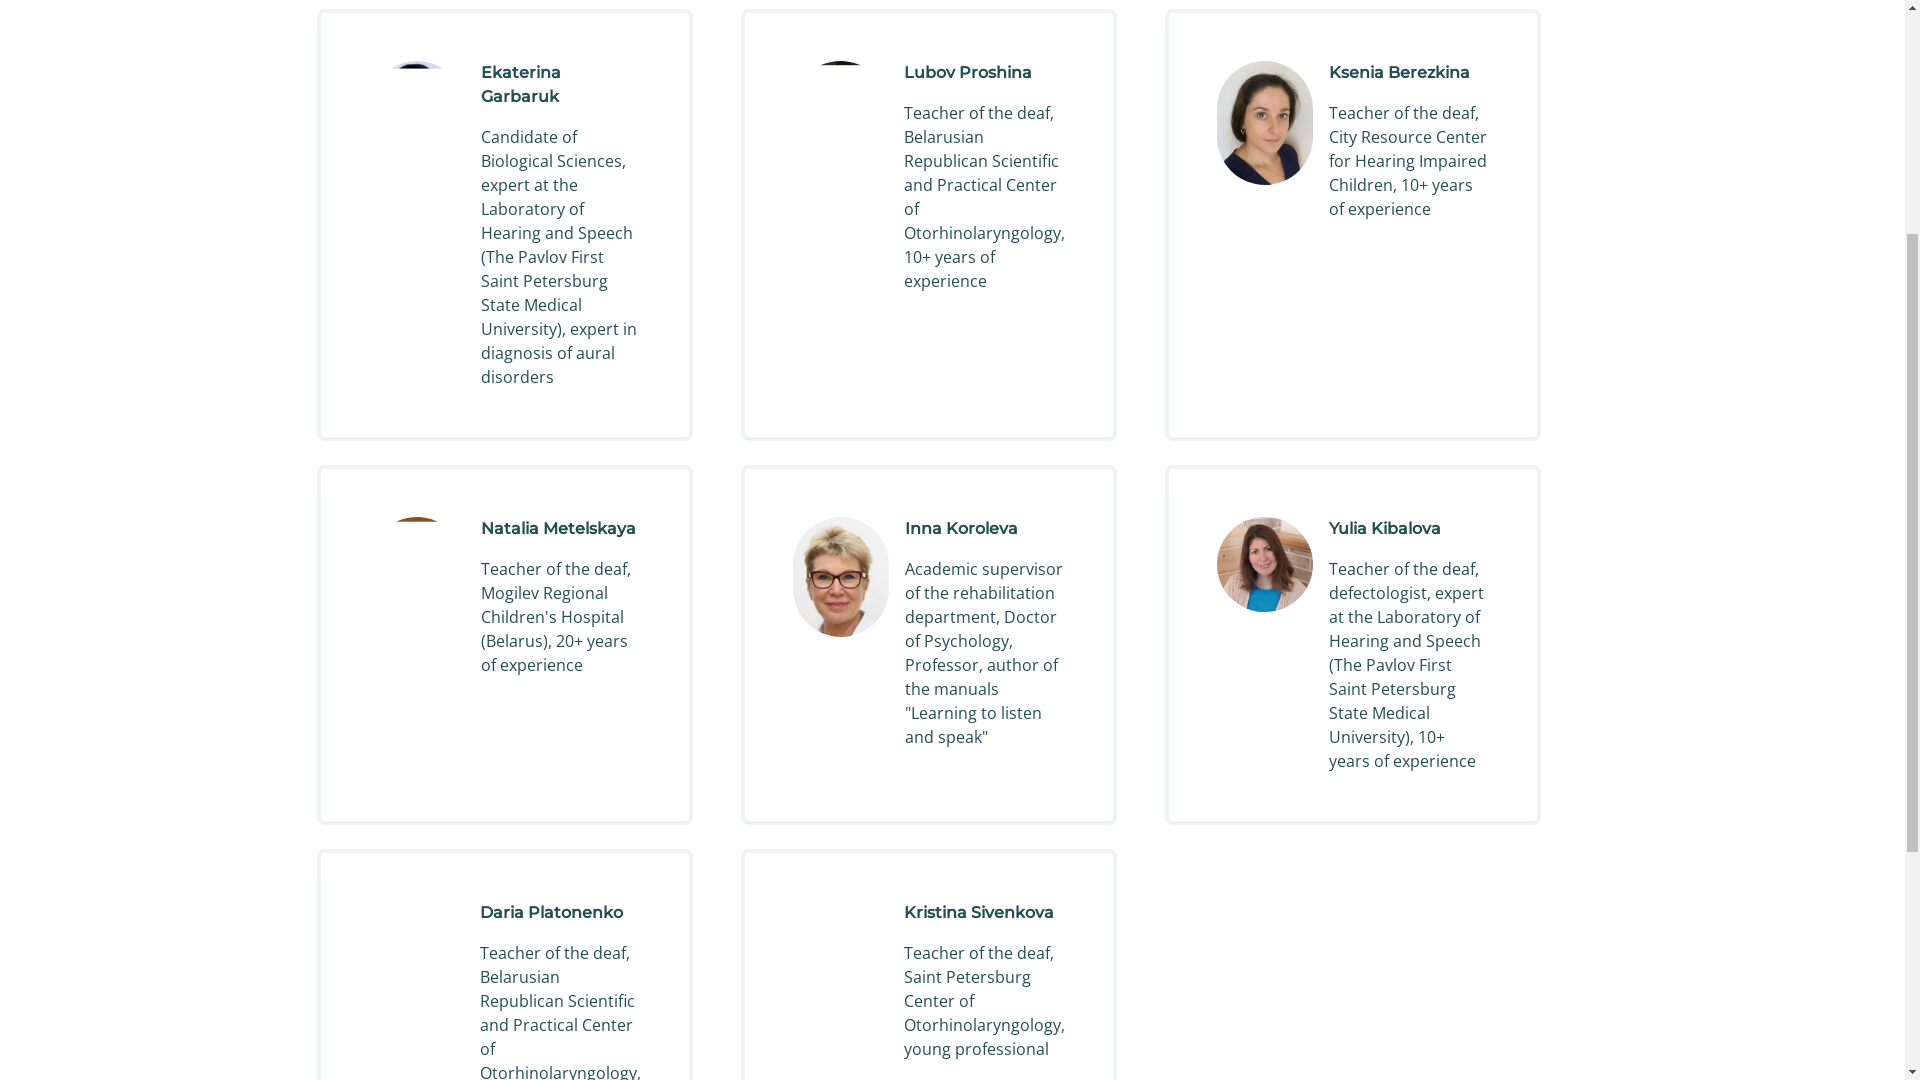 Ekaterina
Garbaruk
Candidate of
Biological Sciences,
expert at the
Laboratory of
Hearing and Speech
(The Pavlov First
Saint Petersburg
State Medical
University), expert in
diagnosis of aural
disorders
Lubov Proshina
Teacher of the deaf,
Belarusian
Republican Scientific
and Practical Center
of
Otorhinolaryngology,
10+ years of
experience
Ksenia Berezkina
Teacher of the deaf,
City Resource Center
for Hearing Impaired
Children, 10+ years
of experience
Natalia Metelskaya
Teacher of the deaf,
Mogilev Regional
Children's Hospital
(Belarus), 20+ years
of experience
Inna Koroleva
Academic supervisor
of the rehabilitation
department, Doctor
of Psychology,
Professor, author of
the manuals
"Learning to listen
and speak"
Yulia Kibalova
Teacher of the deaf,
defectologist, expert
at the Laboratory of
Hearing and Speech
(The Pavlov First
Saint Petersburg
State Medical
University), 10+
years of experience
Daria Platonenko
Teacher of the deaf,
Belarusian
Republican Scientific
and Practical Center
of
Otorhinolaryngology,
Kristina Sivenkova
Teacher of the deaf,
Saint Petersburg
Center of
Otorhinolaryngology,
young professional